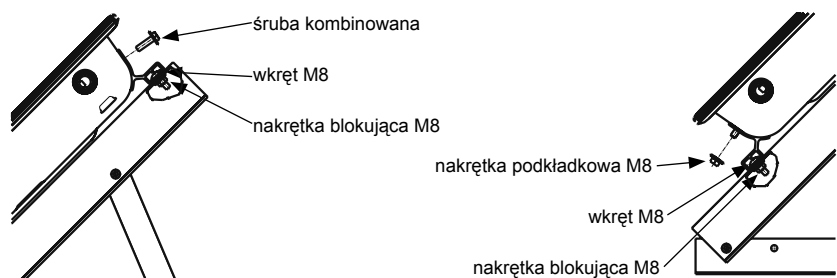 śruba kombinowana
wkręt M8
nakrętka blokująca M8
nakrętka podkładkowa M8
wkręt M8
nakrętka blokująca M8